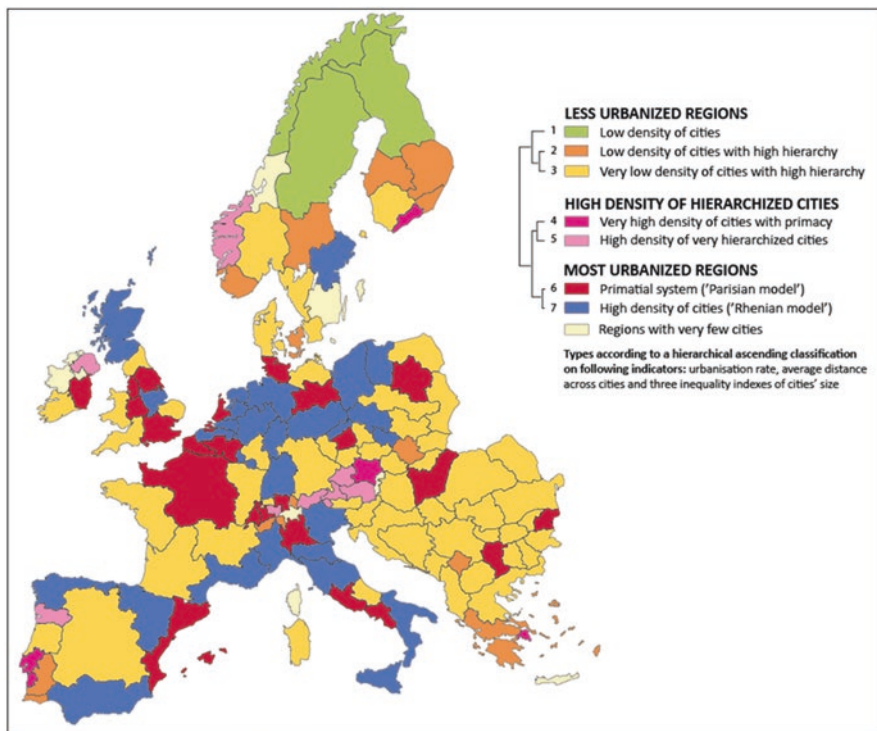 LESS URBANIZED REGIONS
1 Low density of cities
2 Low density of cities with high hierarchy
3 Very low density of cities with high hierarchy
HIGH DENSITY OF HIERARCHIZED CITIES
4 Very high density of cities with primacy
5 High density of very hierarchized cities
MOST URBANIZED REGIONS
6 Primatial system ('Parisian model')
7 High density of cities ('Rhenian model')
Regions with very few cities
Types according to a hierarchical ascending classification
on following indicators: urbanisation rate, average distance
across cities and three inequality indexes of cities' size